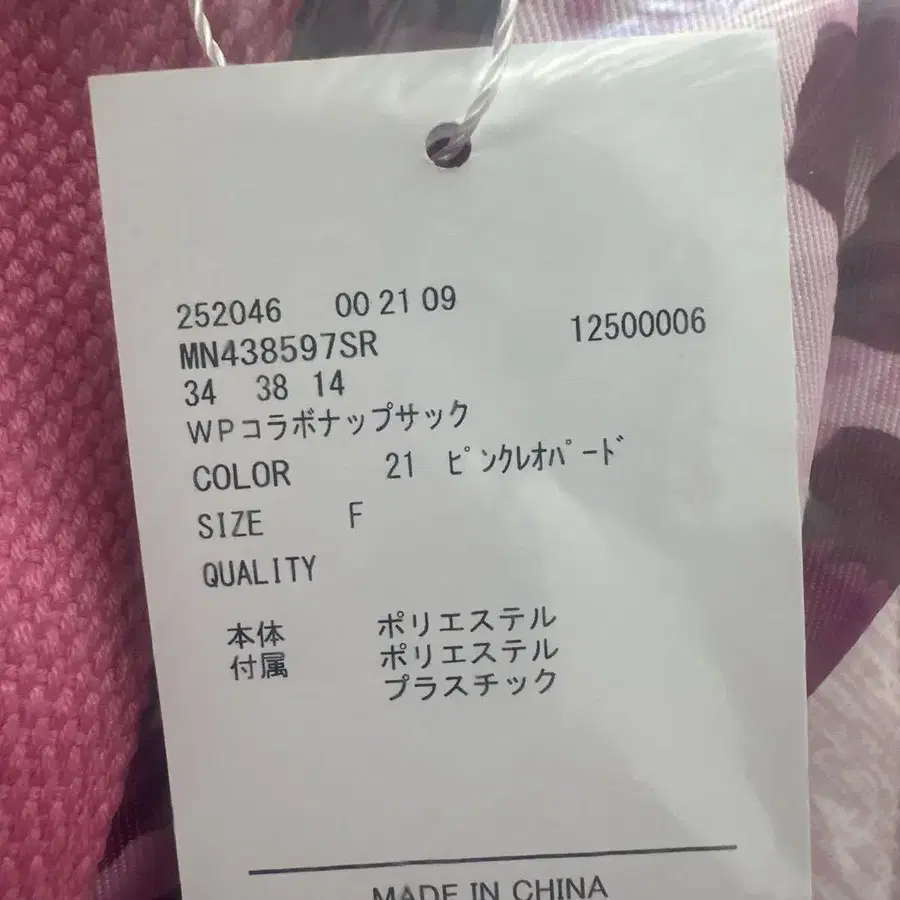 252046 00 21 09
MN438597SR 12500006
34 38 14
WPコラボナップサック
COLOR 21 ピンクレオパード
SIZE F
QUALITY
本体 ポリエステル
付属 ポリエステル
プラスチック
MADE IN CHINA